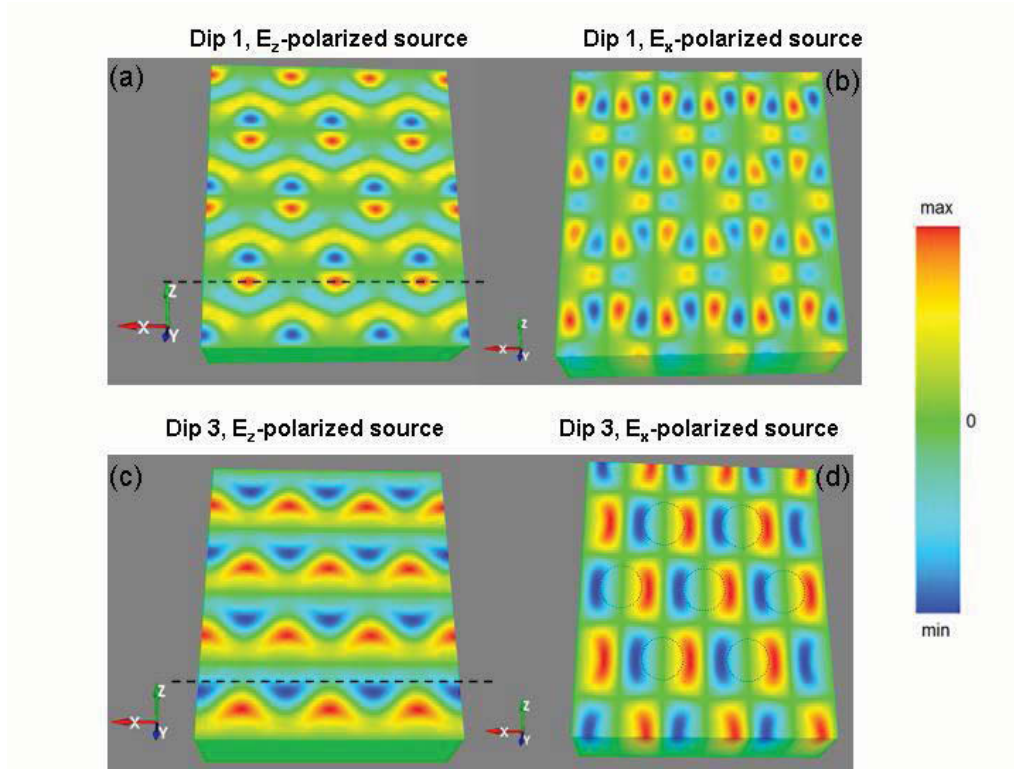 Dip 1, Ez-polarized source
Dip 1, Ex-polarized source
(a)
(b)
Z
X
Y
z
X
Y
max
0
min
Dip 3, Ez-polarized source
Dip 3, Ex-polarized source
(c)
(d)
Z
X
Y
Z
X
Y